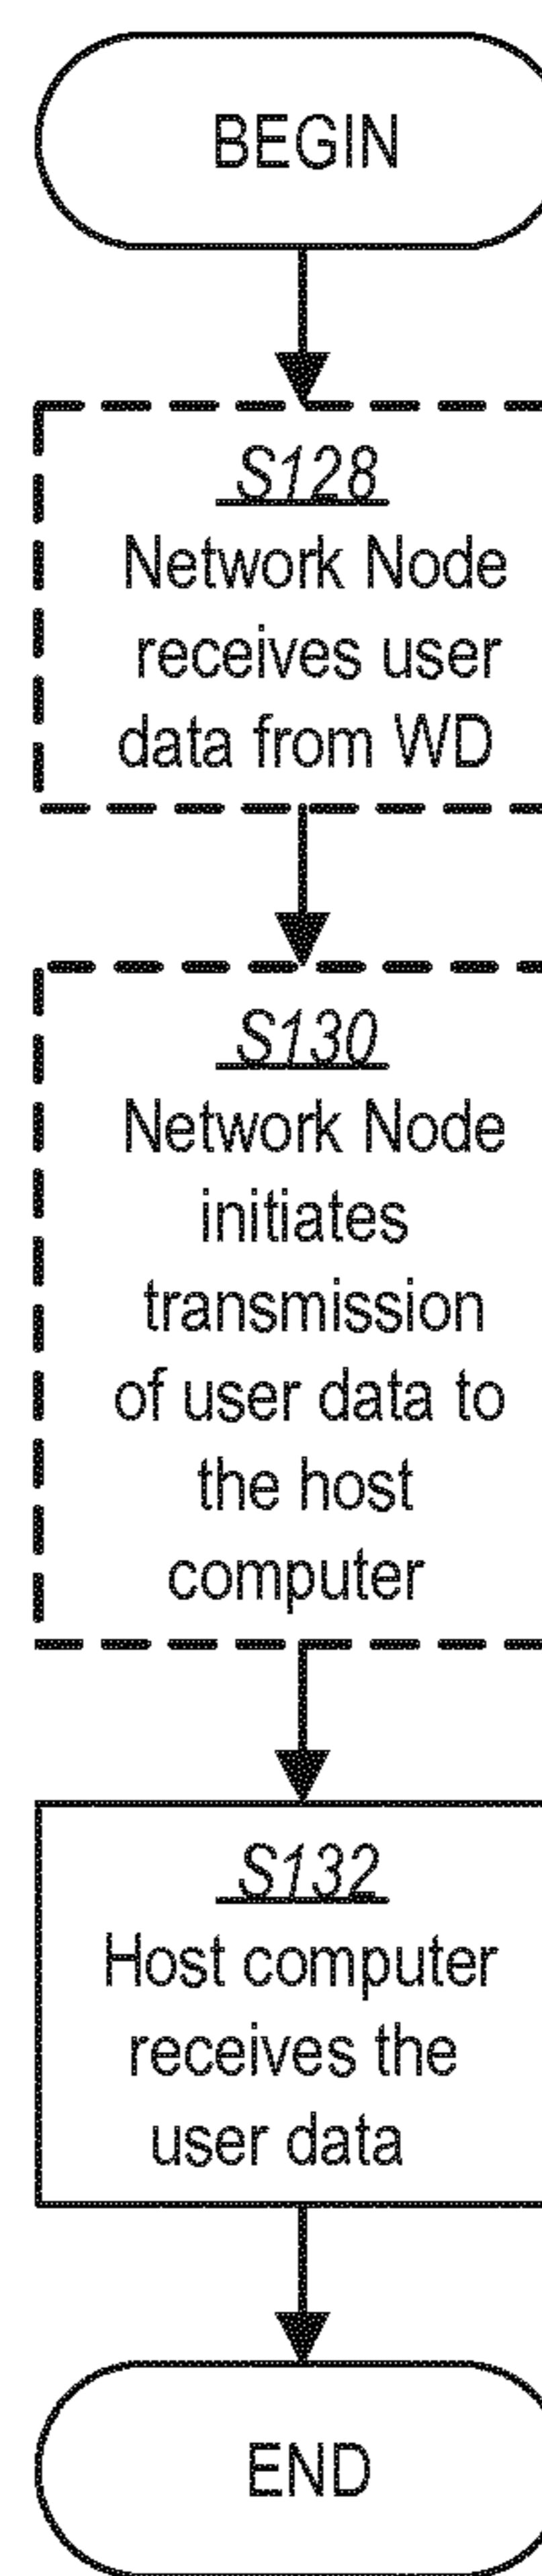 BEGIN
S128
Network Node
receives user
data from WD
S130
Network Node
initiates
transmission
of user data to
the host
computer
S132
Host computer
receives the
user data
END